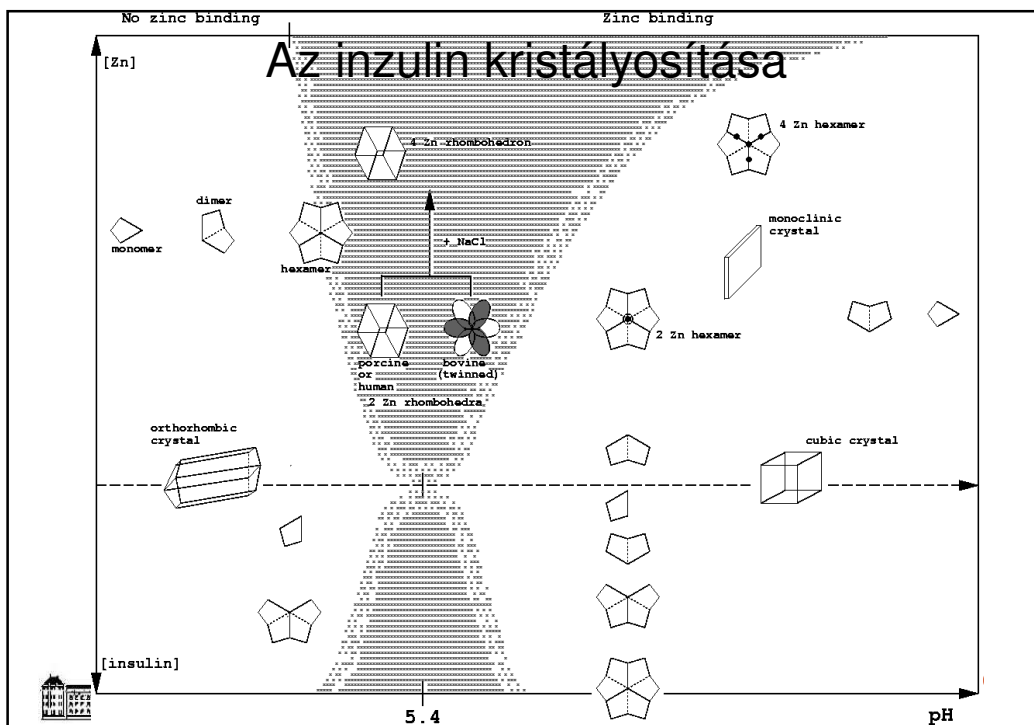 No zinc binding
Zinc binding
[Zn]
Az inzulin kristályosítása
4 Zn rhombohedron
4 Zn hexamer
dimer
monomer
hexamer
+ NaCl
monoclinic
crystal
2 Zn hexamer
porcine
or
human
bovine
(twinned)
2 Zn rhombohedra
orthorhombic
crystal
cubic crystal
[insulin]
5.4
pH